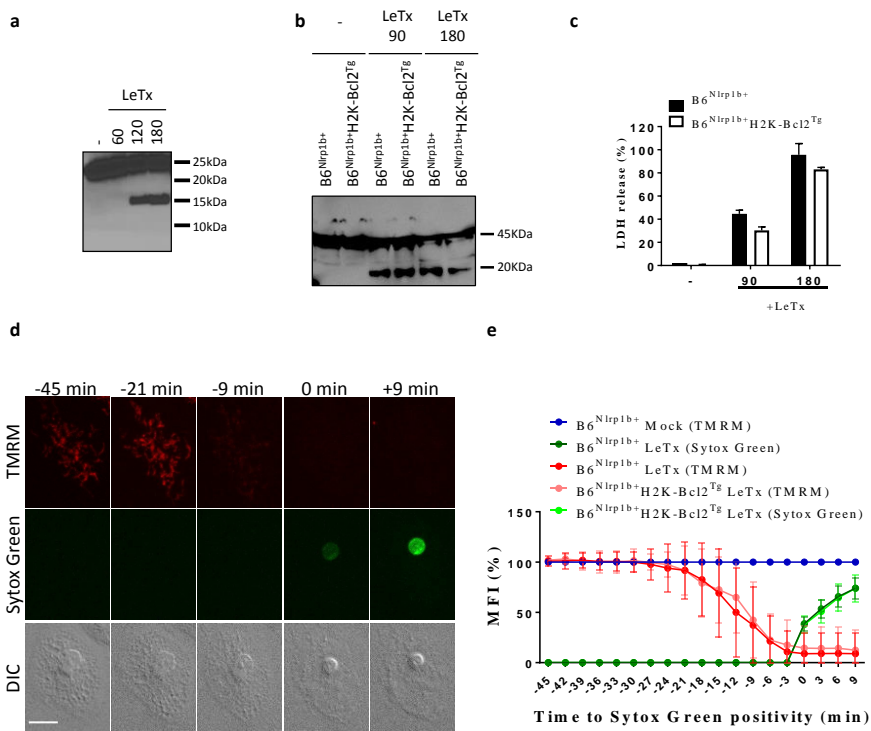 a
LeTx
-
60
120
180
25kDa
20kDa
15kDa
10kDa
b
-
LeTx
90
LeTx
180
B6Nlrp1b+
B6Nlrp1b+H2K-Bcl2Tg
B6Nlrp1b+
B6Nlrp1b+H2K-Bcl2Tg
B6Nlrp1b+
B6Nlrp1b+H2K-Bcl2Tg
45KDa
20KDa
c
B6Nlrp1b+
B6Nlrp1b+H2K-Bcl2Tg
LDH release (%)
120
100
80
60
40
20
0
- 90 180
+LeTx
d
-45 min -21 min -9 min 0 min +9 min
TMRM
Sytox Green
DIC
e
B6Nlrp1b+ Mock (TMRM)
B6Nlrp1b+ LeTx (Sytox Green)
B6Nlrp1b+ LeTx (TMRM)
B6Nlrp1b+H2K-Bcl2Tg LeTx (TMRM)
B6Nlrp1b+H2K-Bcl2Tg LeTx (Sytox Green)
MFI (%)
150
100
50
0
-45 -42 -39 -36 -33 -30 -27 -24 -21 -18 -15 -12 -9 -6 -3 0 3 6 9
Time to Sytox Green positivity (min)